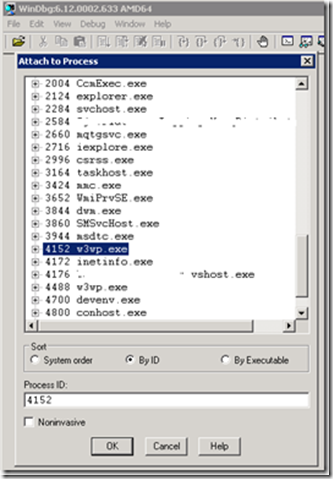 WinDbg:6.12.0002.633 AMD64
File Edit View Debug Window Help
Attach to Process
2004 CcmExec.exe
2124 explorer.exe
2284 svchost.exe
2584
2660 mqtgsvc.exe
2716 iexplore.exe
2996 csrss.exe
3164 taskhost.exe
3424 mmc.exe
3652 WmiPrvSE.exe
3844 dwm.exe
3860 SMSvcHost.exe
3944 msdtc.exe
4152 w3wp.exe
4172 inetinfo.exe
4176 vshost.exe
4488 w3wp.exe
4700 devenv.exe
4800 conhost.exe
Sort
System order By ID By Executable
Process ID:
4152
Noninvasive
OK Cancel Help